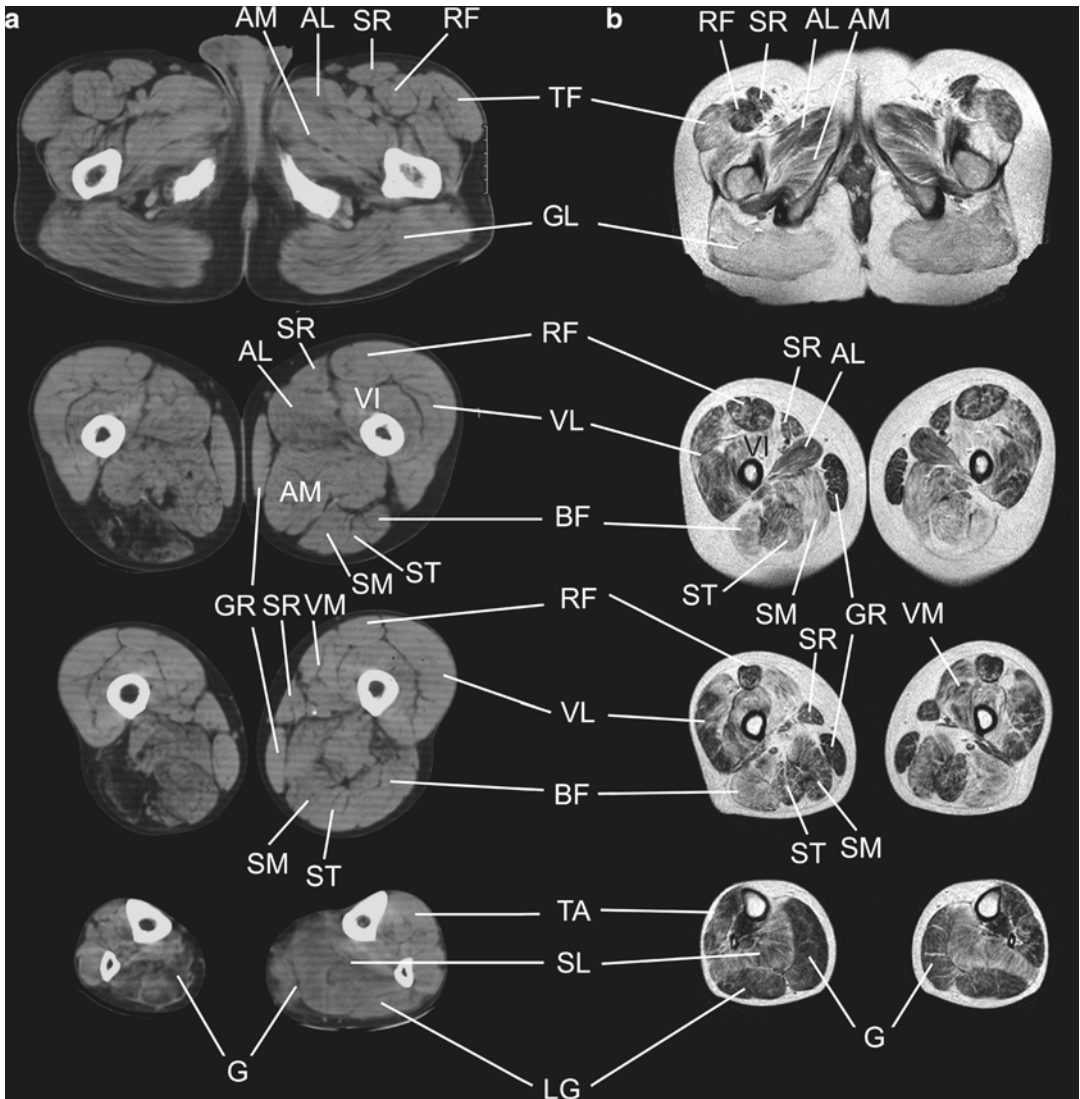 a
AM AL SR RF
b
RF SR AL AM
TF
GL
SR
AL
VI
AM
SM
ST
RF
VL
BF
SR
AL
VI
ST
SM
GR
GR SR VM
SM
ST
RF
VL
BF
VM
SR
ST
SM
TA
SL
G
LG
G